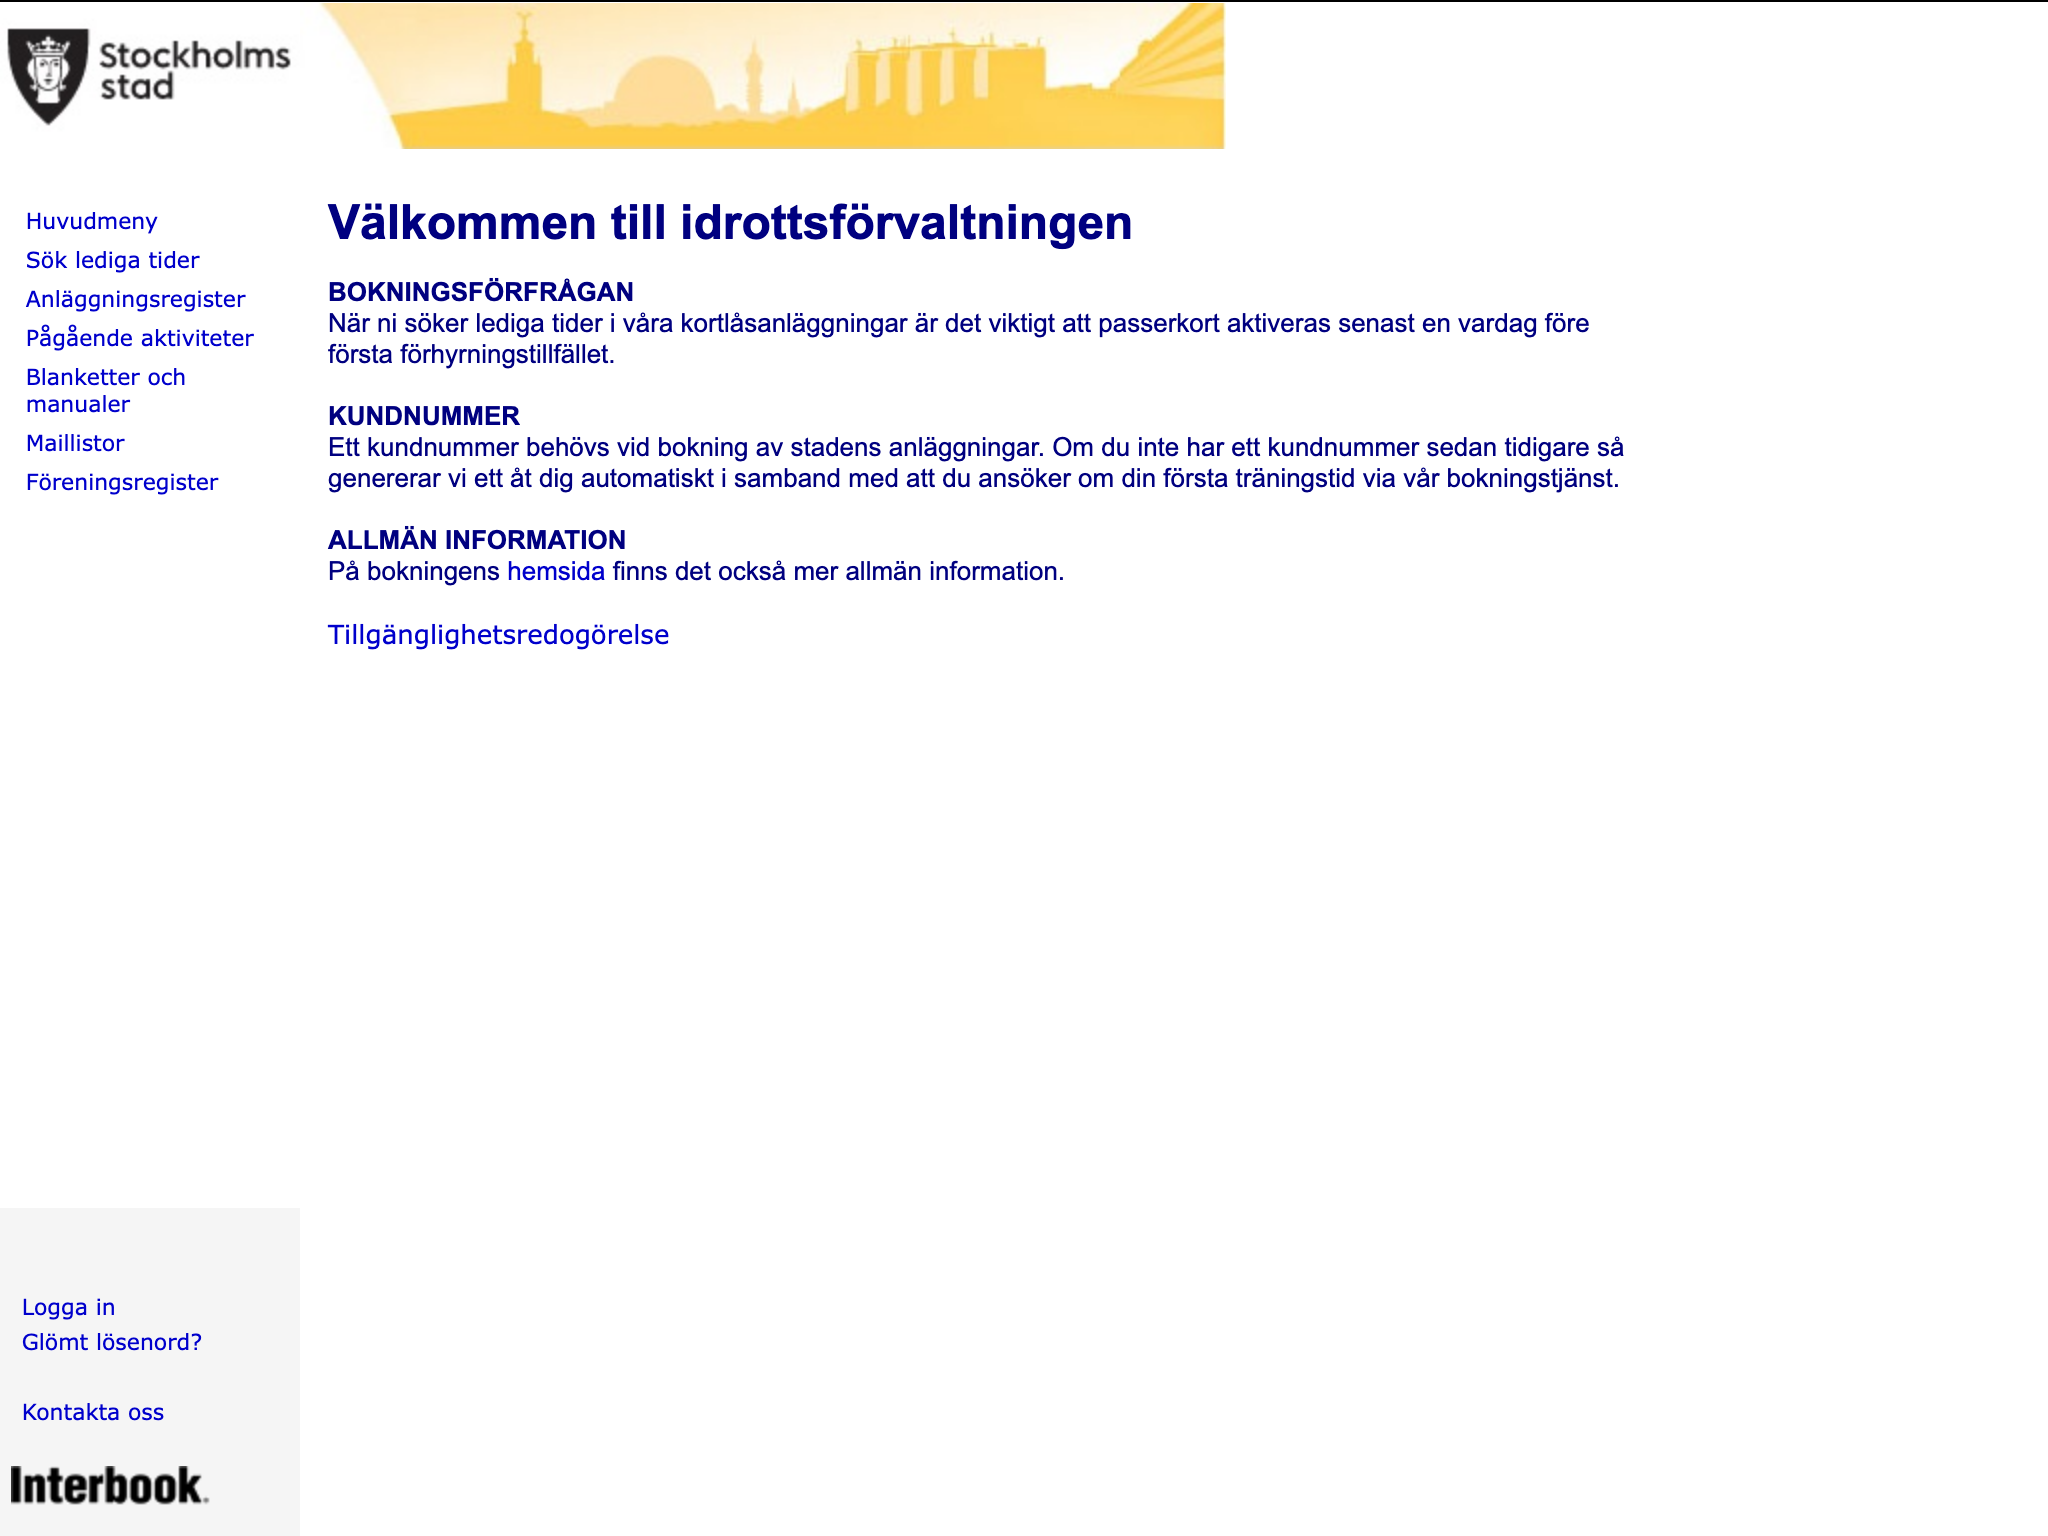 Stockholms
stad
Huvudmeny
Sök lediga tider
Anläggningsregister
Pågående aktiviteter
Blanketter och
manualer
Maillistor
Föreningsregister
Välkommen till idrottsförvaltningen
BOKNINGSFÖRFRÅGAN
När ni söker lediga tider i våra kortlåsanläggningar är det viktigt att passerkort aktiveras senast en vardag före
första förhyrningstillfället.
KUNDNUMMER
Ett kundnummer behövs vid bokning av stadens anläggningar. Om du inte har ett kundnummer sedan tidigare så
genererar vi ett åt dig automatiskt i samband med att du ansöker om din första träningstid via vår bokningstjänst.
ALLMÄN INFORMATION
På bokningens hemsida finns det också mer allmän information.
Tillgänglighetsredogörelse
Logga in
Glömt lösenord?
Kontakta oss
Interbook